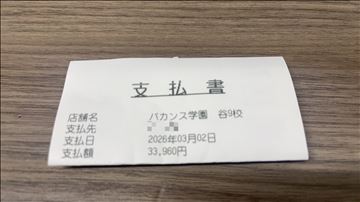 支払書
店舗名 バカンス学園 谷9校
支払先
支払日 2026年03月02日
支払額 33,960円